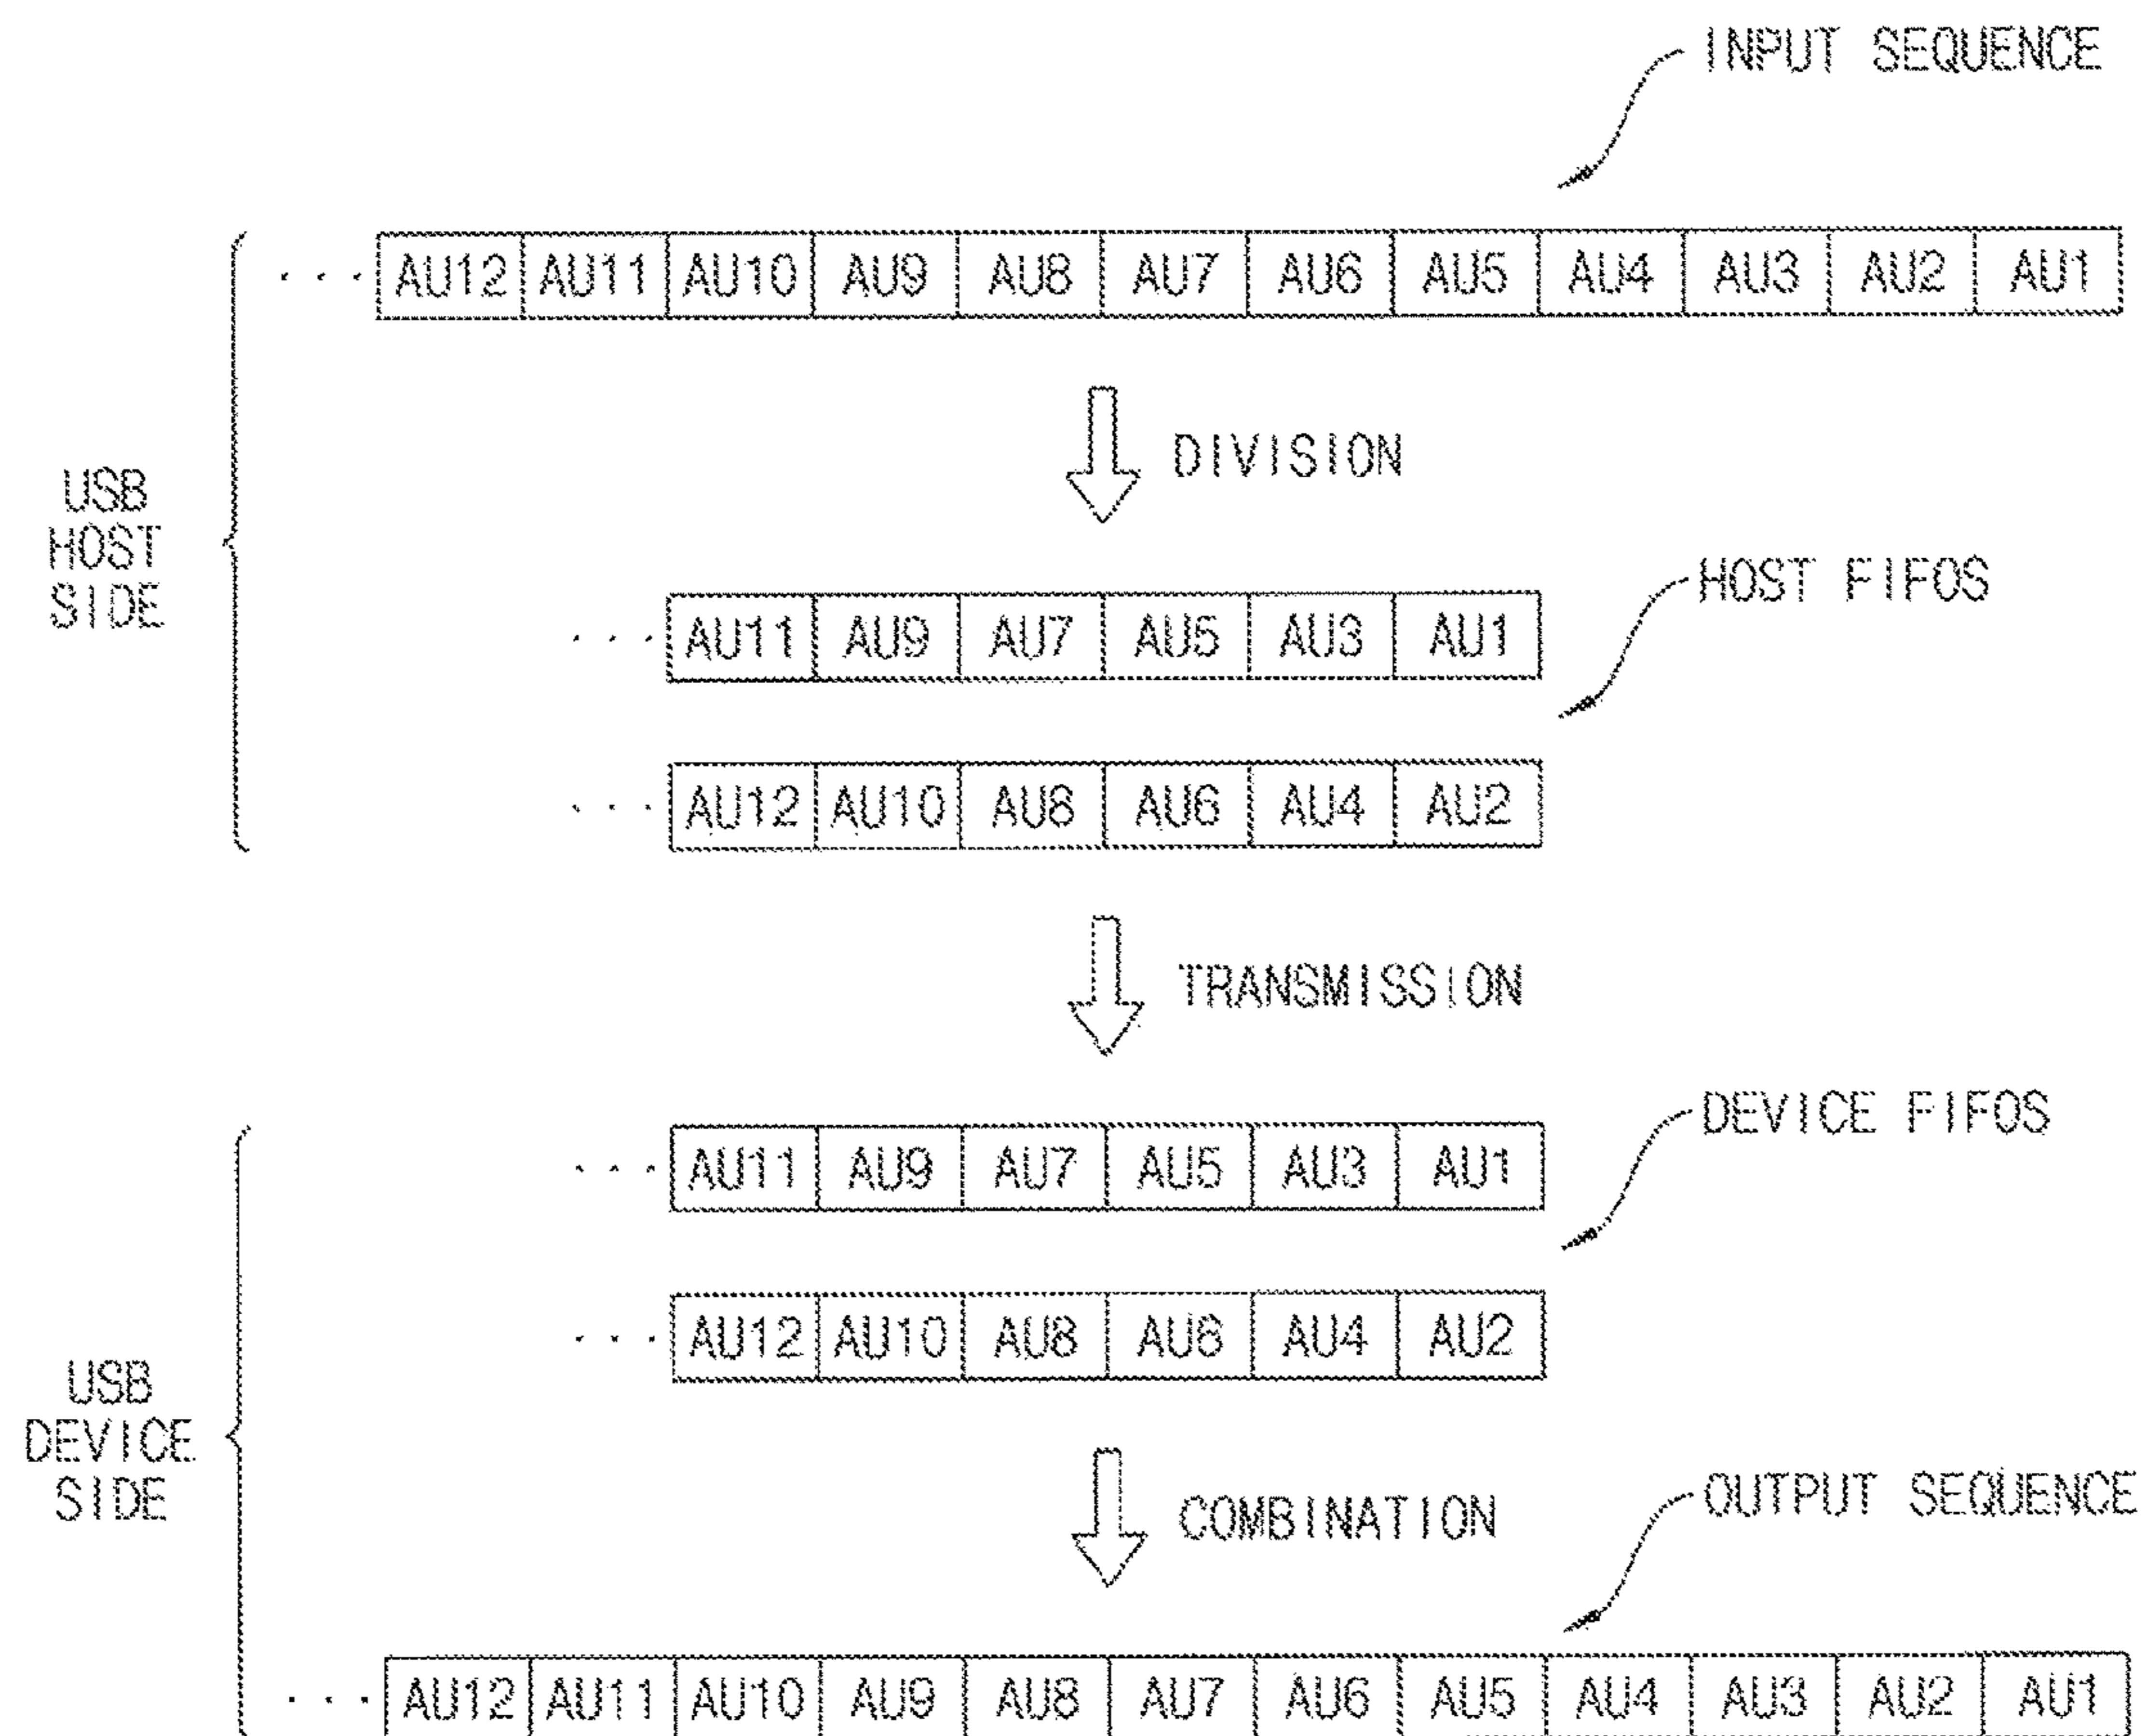 INPUT SEQUENCE
··· AU12 AU11 AU10 AU9 AU8 AU7 AU6 AU5 AU4 AU3 AU2 AU1
DIVISION
USB
HOST
SIDE
HOST FIFOS
··· AU11 AU9 AU7 AU5 AU3 AU1
··· AU12 AU10 AU8 AU6 AU4 AU2
TRANSMISSION
DEVICE FIFOS
··· AU11 AU9 AU7 AU5 AU3 AU1
··· AU12 AU10 AU8 AU6 AU4 AU2
USB
DEVICE
SIDE
COMBINATION
OUTPUT SEQUENCE
··· AU12 AU11 AU10 AU9 AU8 AU7 AU6 AU5 AU4 AU3 AU2 AU1